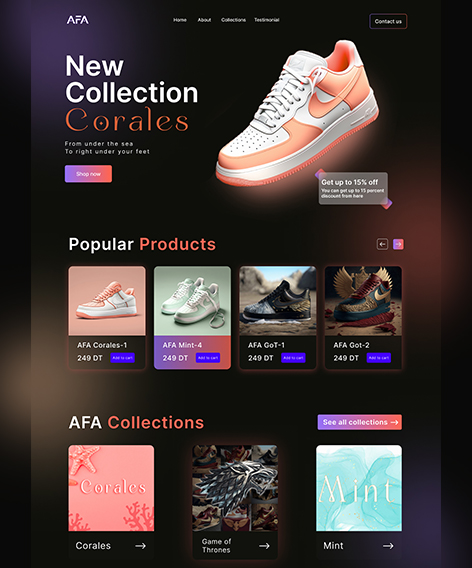 AFA
Home About Collections Testimonial
Contact us
New
Collection
Corales
From under the sea
To right under your feet
Shop now
Get up to 15% off
You can get up to 15 percent
discount from here
Popular Products
AFA Corales-1
249 DT Add to cart
AFA Mint-4
249 DT Add to cart
AFA GoT-1
249 DT Add to cart
AFA Got-2
249 DT Add to cart
AFA Collections
See all collections
Corales
Corales
Game of
Thrones
Mint
Mint